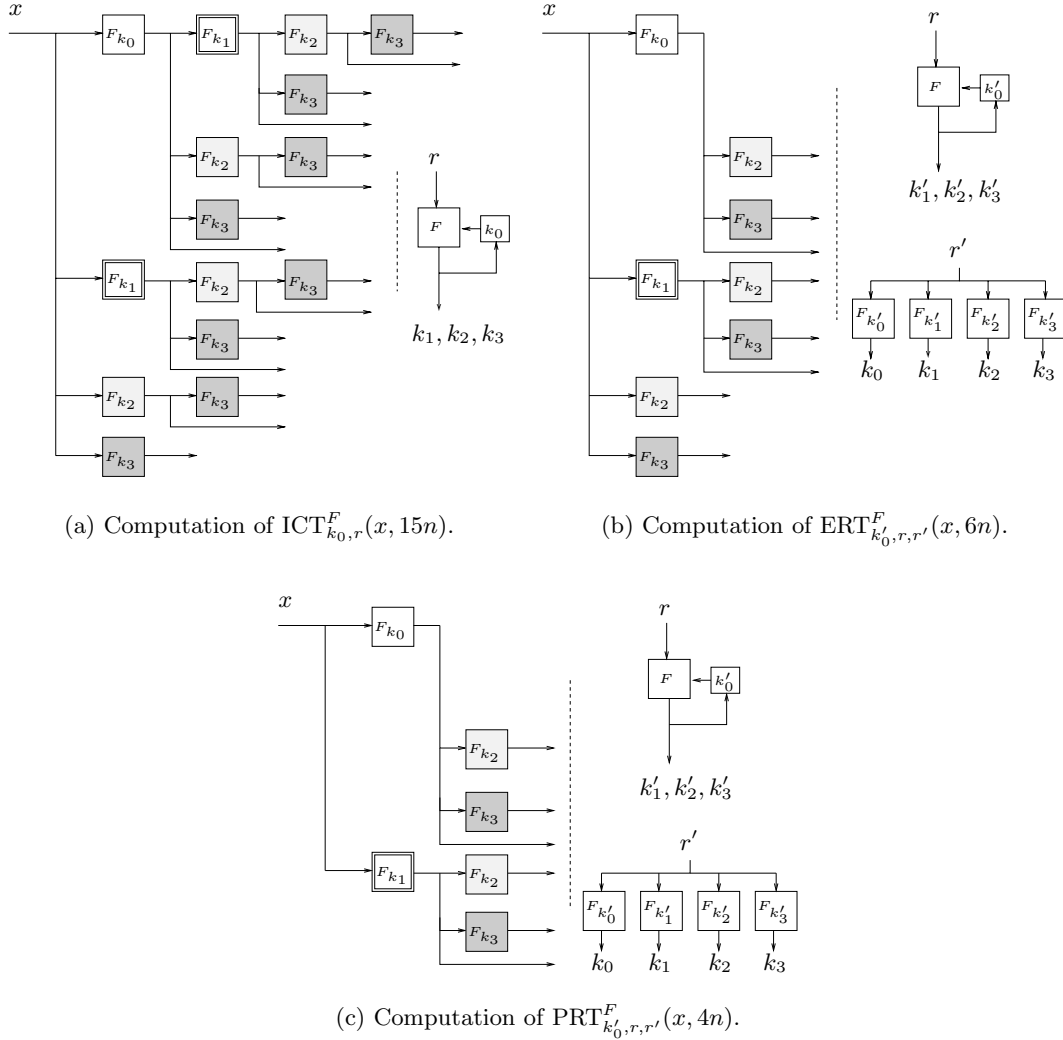 x
F_{k_0} F_{k_1} F_{k_2} F_{k_3}
F_{k_3}
F_{k_2} F_{k_3}
F_{k_3}
F_{k_1} F_{k_2} F_{k_3}
F_{k_3}
F_{k_2} F_{k_3}
F_{k_3}
r
F
k_0
k_1, k_2, k_3
(a) Computation of ICT^F_{k_0,r}(x, 15n).
x
F_{k_0}
F_{k_2}
F_{k_3}
F_{k_1} F_{k_2}
F_{k_3}
F_{k_2}
F_{k_3}
r
F
k'_0
k'_1, k'_2, k'_3
r'
F_{k'_0} F_{k'_1} F_{k'_2} F_{k'_3}
k_0 k_1 k_2 k_3
(b) Computation of ERT^F_{k'_0,r,r'}(x, 6n).
x
F_{k_0}
F_{k_2}
F_{k_3}
F_{k_1} F_{k_2}
F_{k_3}
r
F
k'_0
k'_1, k'_2, k'_3
r'
F_{k'_0} F_{k'_1} F_{k'_2} F_{k'_3}
k_0 k_1 k_2 k_3
(c) Computation of PRT^F_{k'_0,r,r'}(x, 4n).